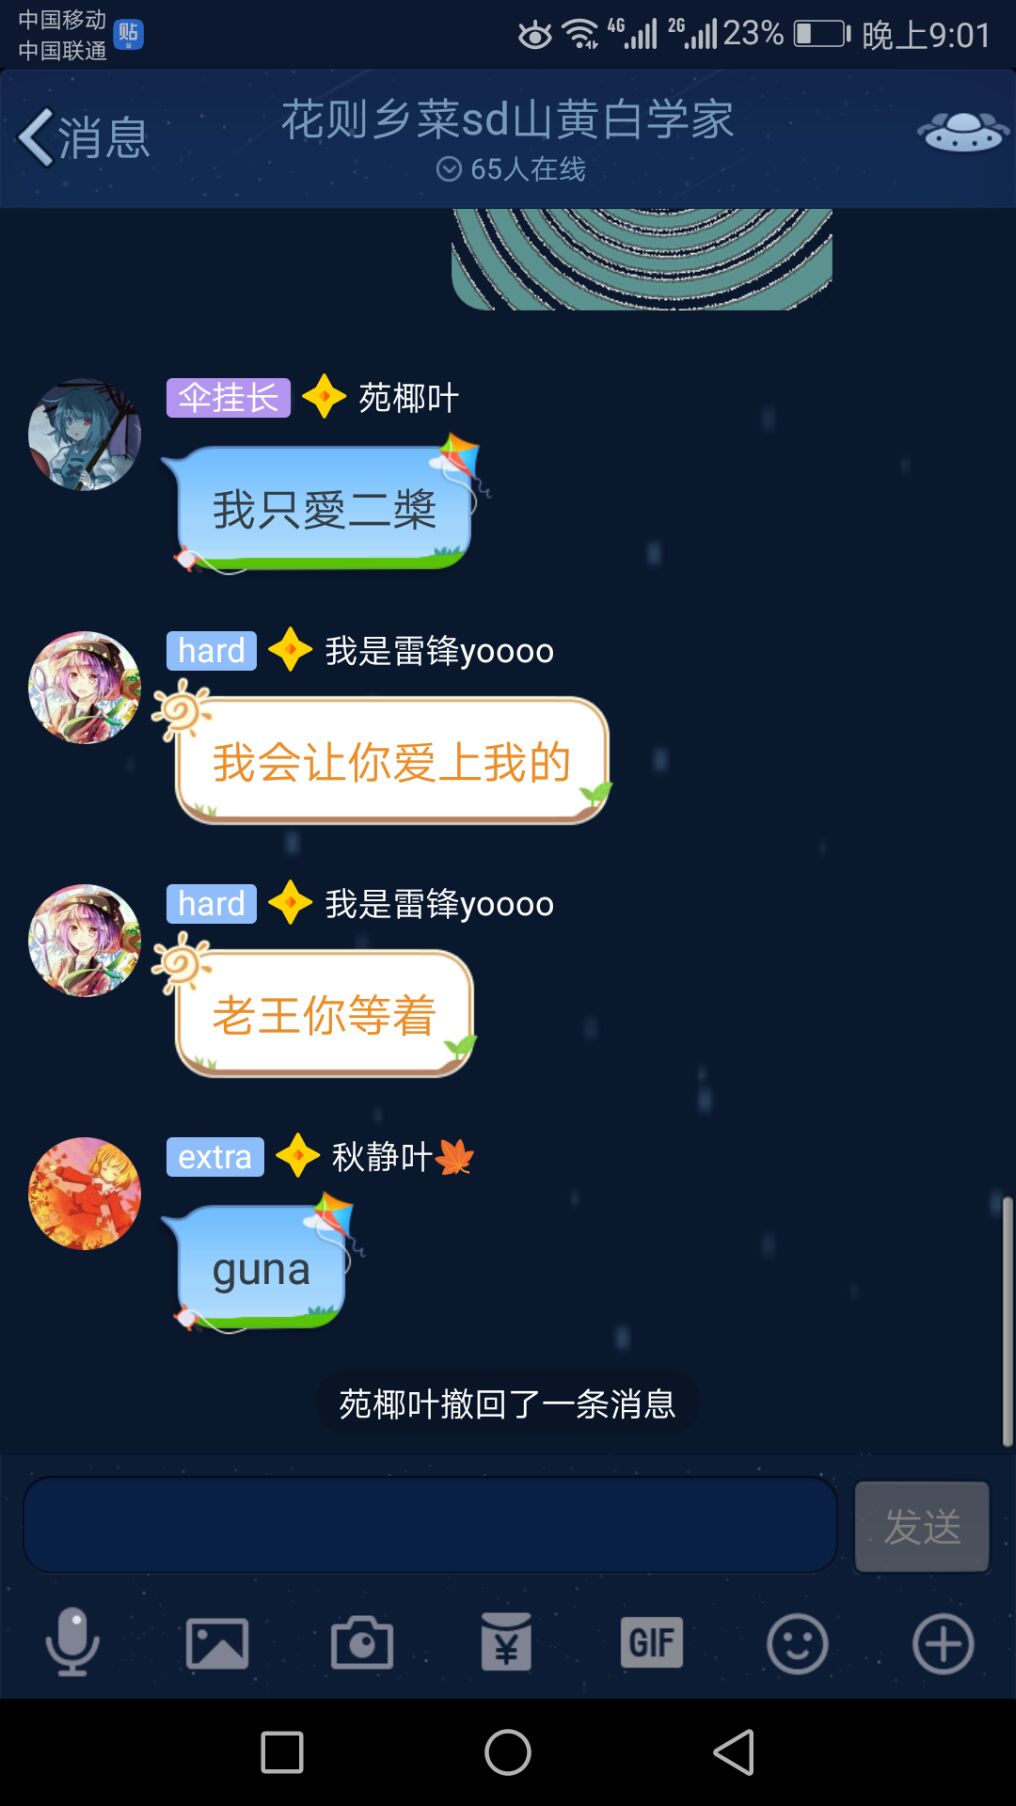 中国移动
中国联通
贴
4G
2G
23%
晚上9:01
消息
花则乡菜sd山黄白学家
65人在线
伞挂长
苑椰叶
我只愛二槳
hard
我是雷锋yoooo
我会让你爱上我的
hard
我是雷锋yoooo
老王你等着
extra
秋静叶🍁
guna
苑椰叶撤回了一条消息
发送
¥
GIF